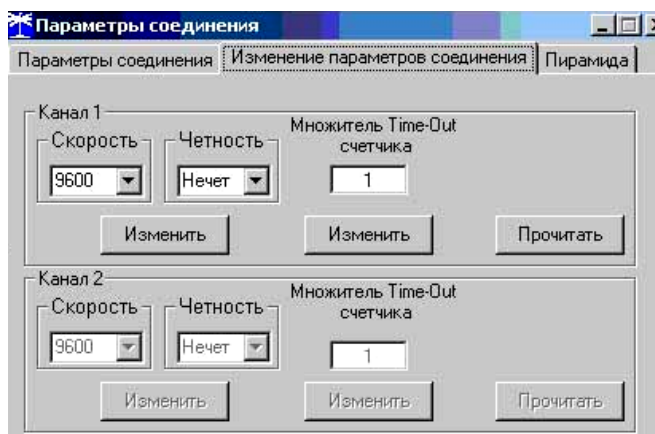 Параметры соединения
Параметры соединения Изменение параметров соединения Пирамида
Канал 1
Скорость Четность Множитель Time-Out счетчика
9600 Нечет 1
Изменить Изменить Прочитать
Канал 2
Скорость Четность Множитель Time-Out счетчика
9600 Нечет 1
Изменить Изменить Прочитать